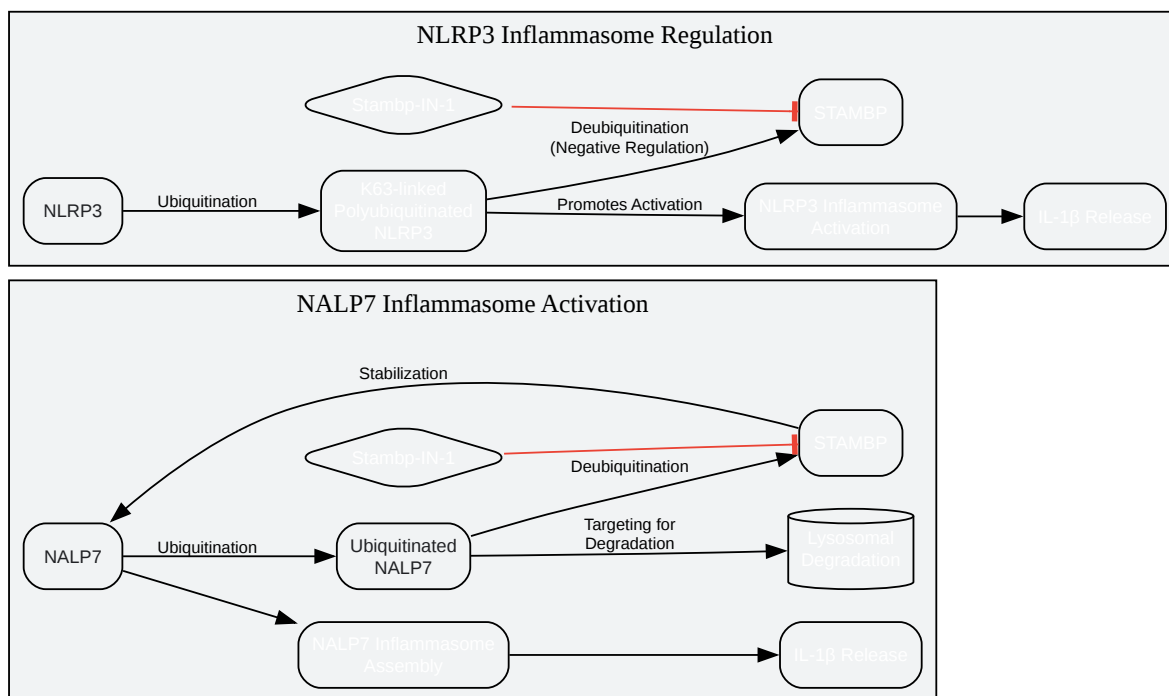 NLRP3 Inflammasome Regulation
Stambp-IN-1
STAMBP
Deubiquitination
(Negative Regulation)
NLRP3
Ubiquitination
K63-linked
Polyubiquitinated
NLRP3
Promotes Activation
NLRP3 Inflammasome
Activation
IL-1β Release
NALP7 Inflammasome Activation
Stabilization
Stambp-IN-1
STAMBP
Deubiquitination
NALP7
Ubiquitination
Ubiquitinated
NALP7
Targeting for
Degradation
Lysosomal
Degradation
NALP7 Inflammasome
Assembly
IL-1β Release